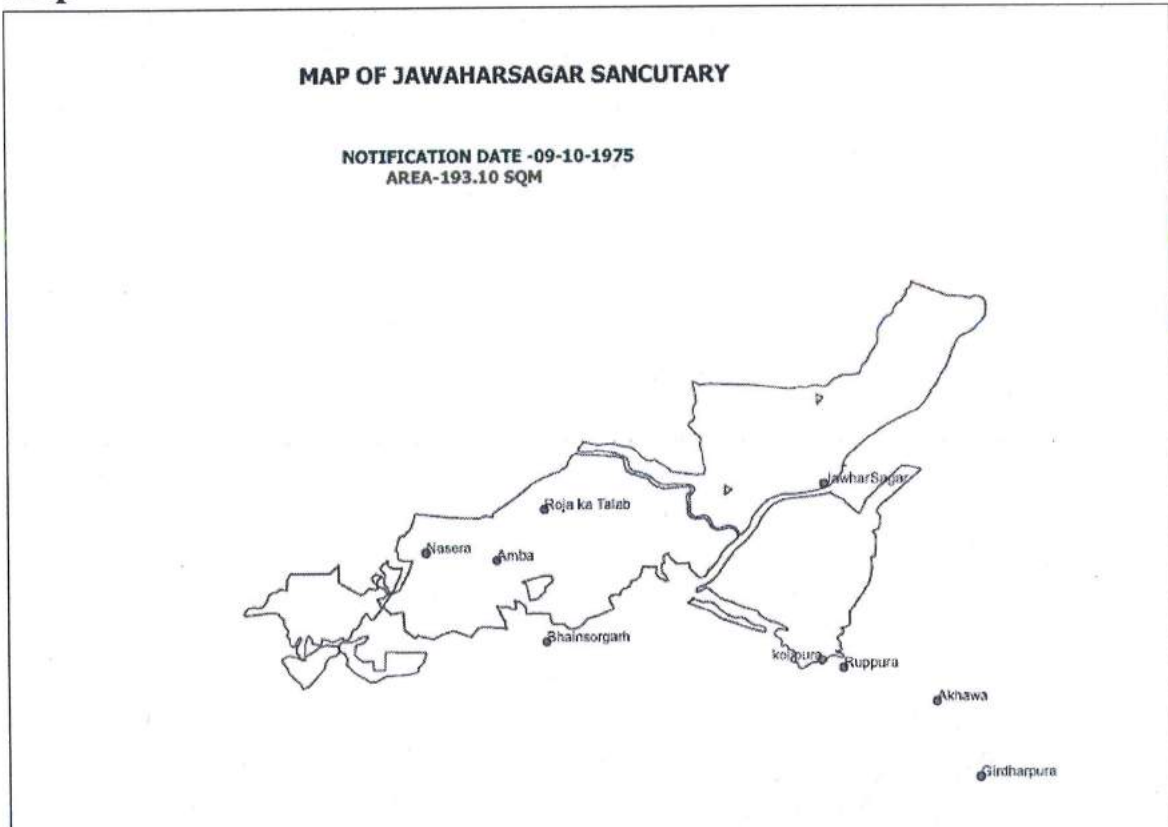 MAP OF JAWAHARSAGAR SANCUTARY
NOTIFICATION DATE -09-10-1975
AREA-193.10 SQM
JawharSagar
Roja ka Talab
Nasera
Amba
Bhainsorgarh
Ruppura
Akhawa
Girdharpura